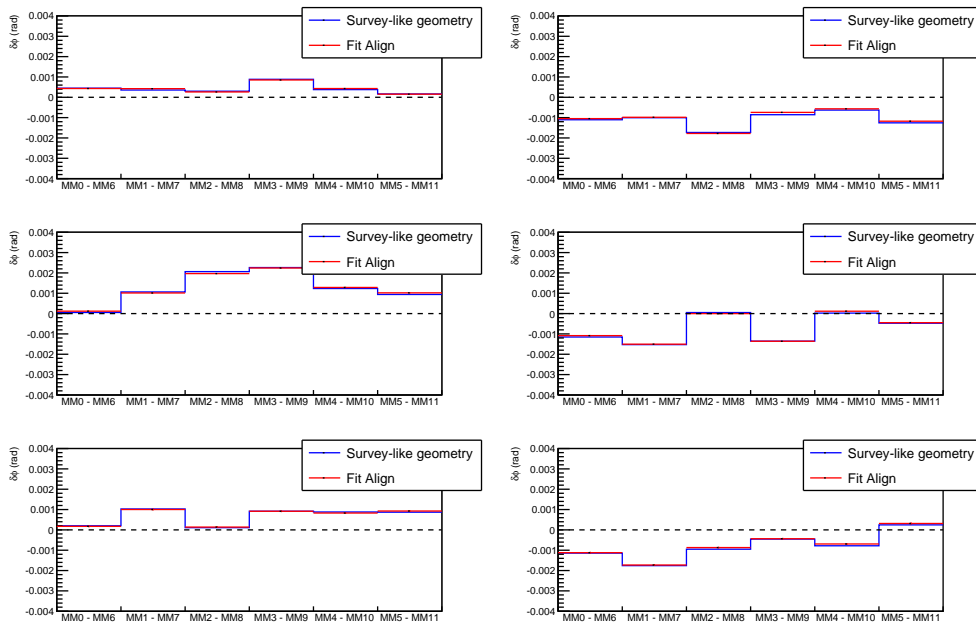 δϕ (rad)
0.004
0.003
0.002
0.001
0
-0.001
-0.002
-0.003
-0.004
MM0 - MM6 MM1 - MM7 MM2 - MM8 MM3 - MM9 MM4 - MM10 MM5 - MM11
Survey-like geometry
Fit Align
δϕ (rad)
0.004
0.003
0.002
0.001
0
-0.001
-0.002
-0.003
-0.004
MM0 - MM6 MM1 - MM7 MM2 - MM8 MM3 - MM9 MM4 - MM10 MM5 - MM11
Survey-like geometry
Fit Align
δϕ (rad)
0.004
0.003
0.002
0.001
0
-0.001
-0.002
-0.003
-0.004
MM0 - MM6 MM1 - MM7 MM2 - MM8 MM3 - MM9 MM4 - MM10 MM5 - MM11
Survey-like geometry
Fit Align
δϕ (rad)
0.004
0.003
0.002
0.001
0
-0.001
-0.002
-0.003
-0.004
MM0 - MM6 MM1 - MM7 MM2 - MM8 MM3 - MM9 MM4 - MM10 MM5 - MM11
Survey-like geometry
Fit Align
δϕ (rad)
0.004
0.003
0.002
0.001
0
-0.001
-0.002
-0.003
-0.004
MM0 - MM6 MM1 - MM7 MM2 - MM8 MM3 - MM9 MM4 - MM10 MM5 - MM11
Survey-like geometry
Fit Align
δϕ (rad)
0.004
0.003
0.002
0.001
0
-0.001
-0.002
-0.003
-0.004
MM0 - MM6 MM1 - MM7 MM2 - MM8 MM3 - MM9 MM4 - MM10 MM5 - MM11
Survey-like geometry
Fit Align